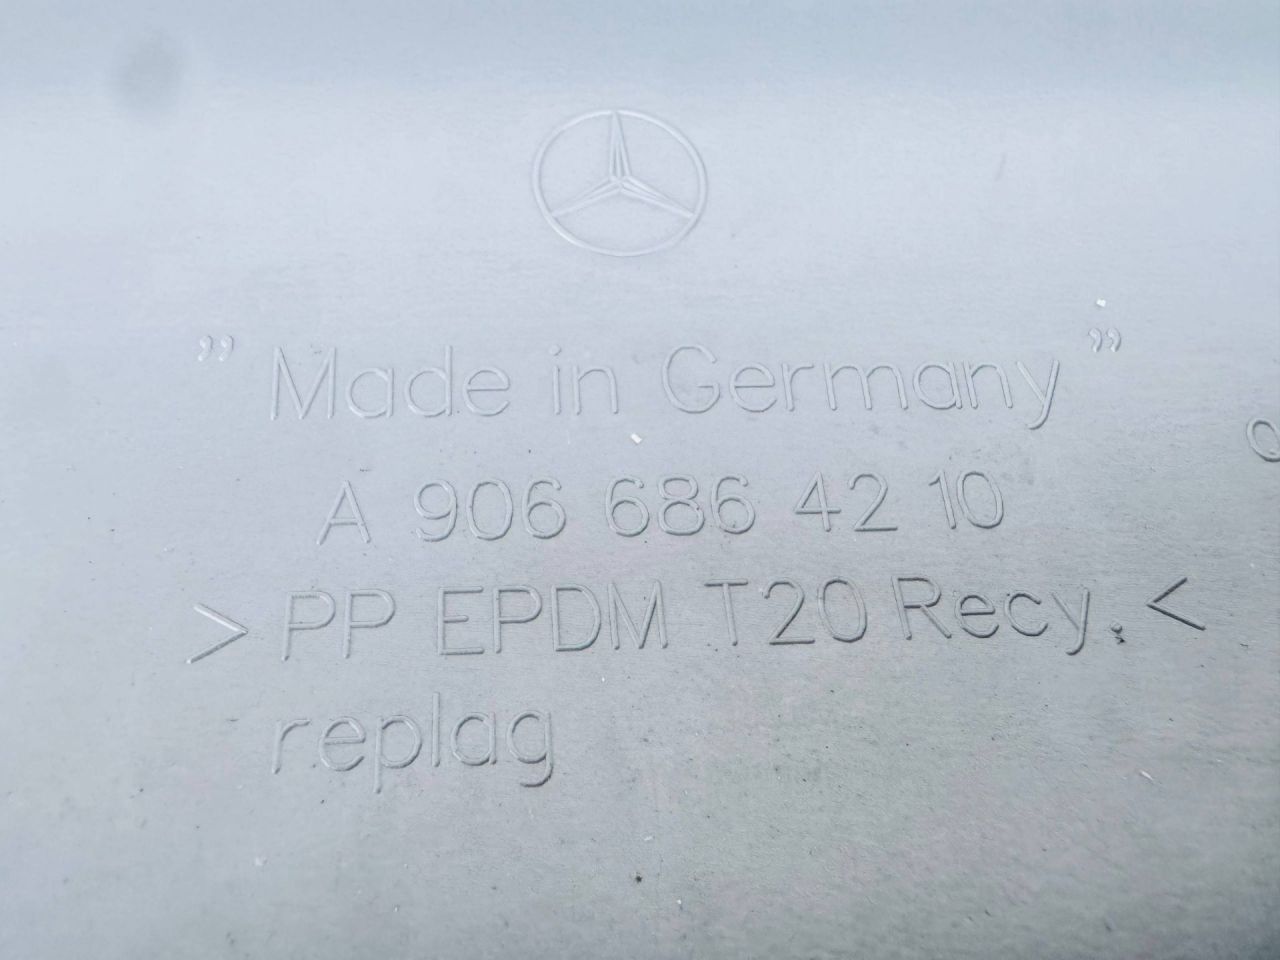 ” Made in Germany ”
A 906 686 42 10
> PP EPDM T20 Recy. <
replag